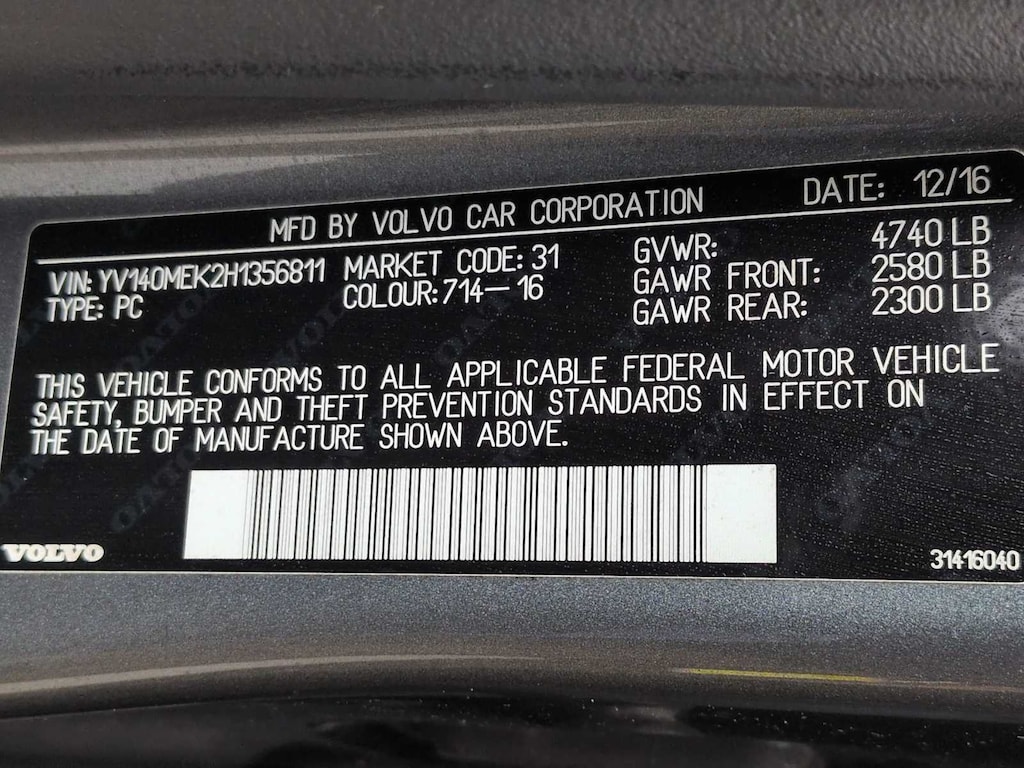 MFD BY VOLVO CAR CORPORATION DATE: 12/16
VIN: YV140MEK2H1356811 MARKET CODE: 31 GVWR: 4740 LB
TYPE: PC COLOUR: 714-16 GAWR FRONT: 2580 LB
GAWR REAR: 2300 LB
THIS VEHICLE CONFORMS TO ALL APPLICABLE FEDERAL MOTOR VEHICLE
SAFETY, BUMPER AND THEFT PREVENTION STANDARDS IN EFFECT ON
THE DATE OF MANUFACTURE SHOWN ABOVE.
VOLVO 31416040